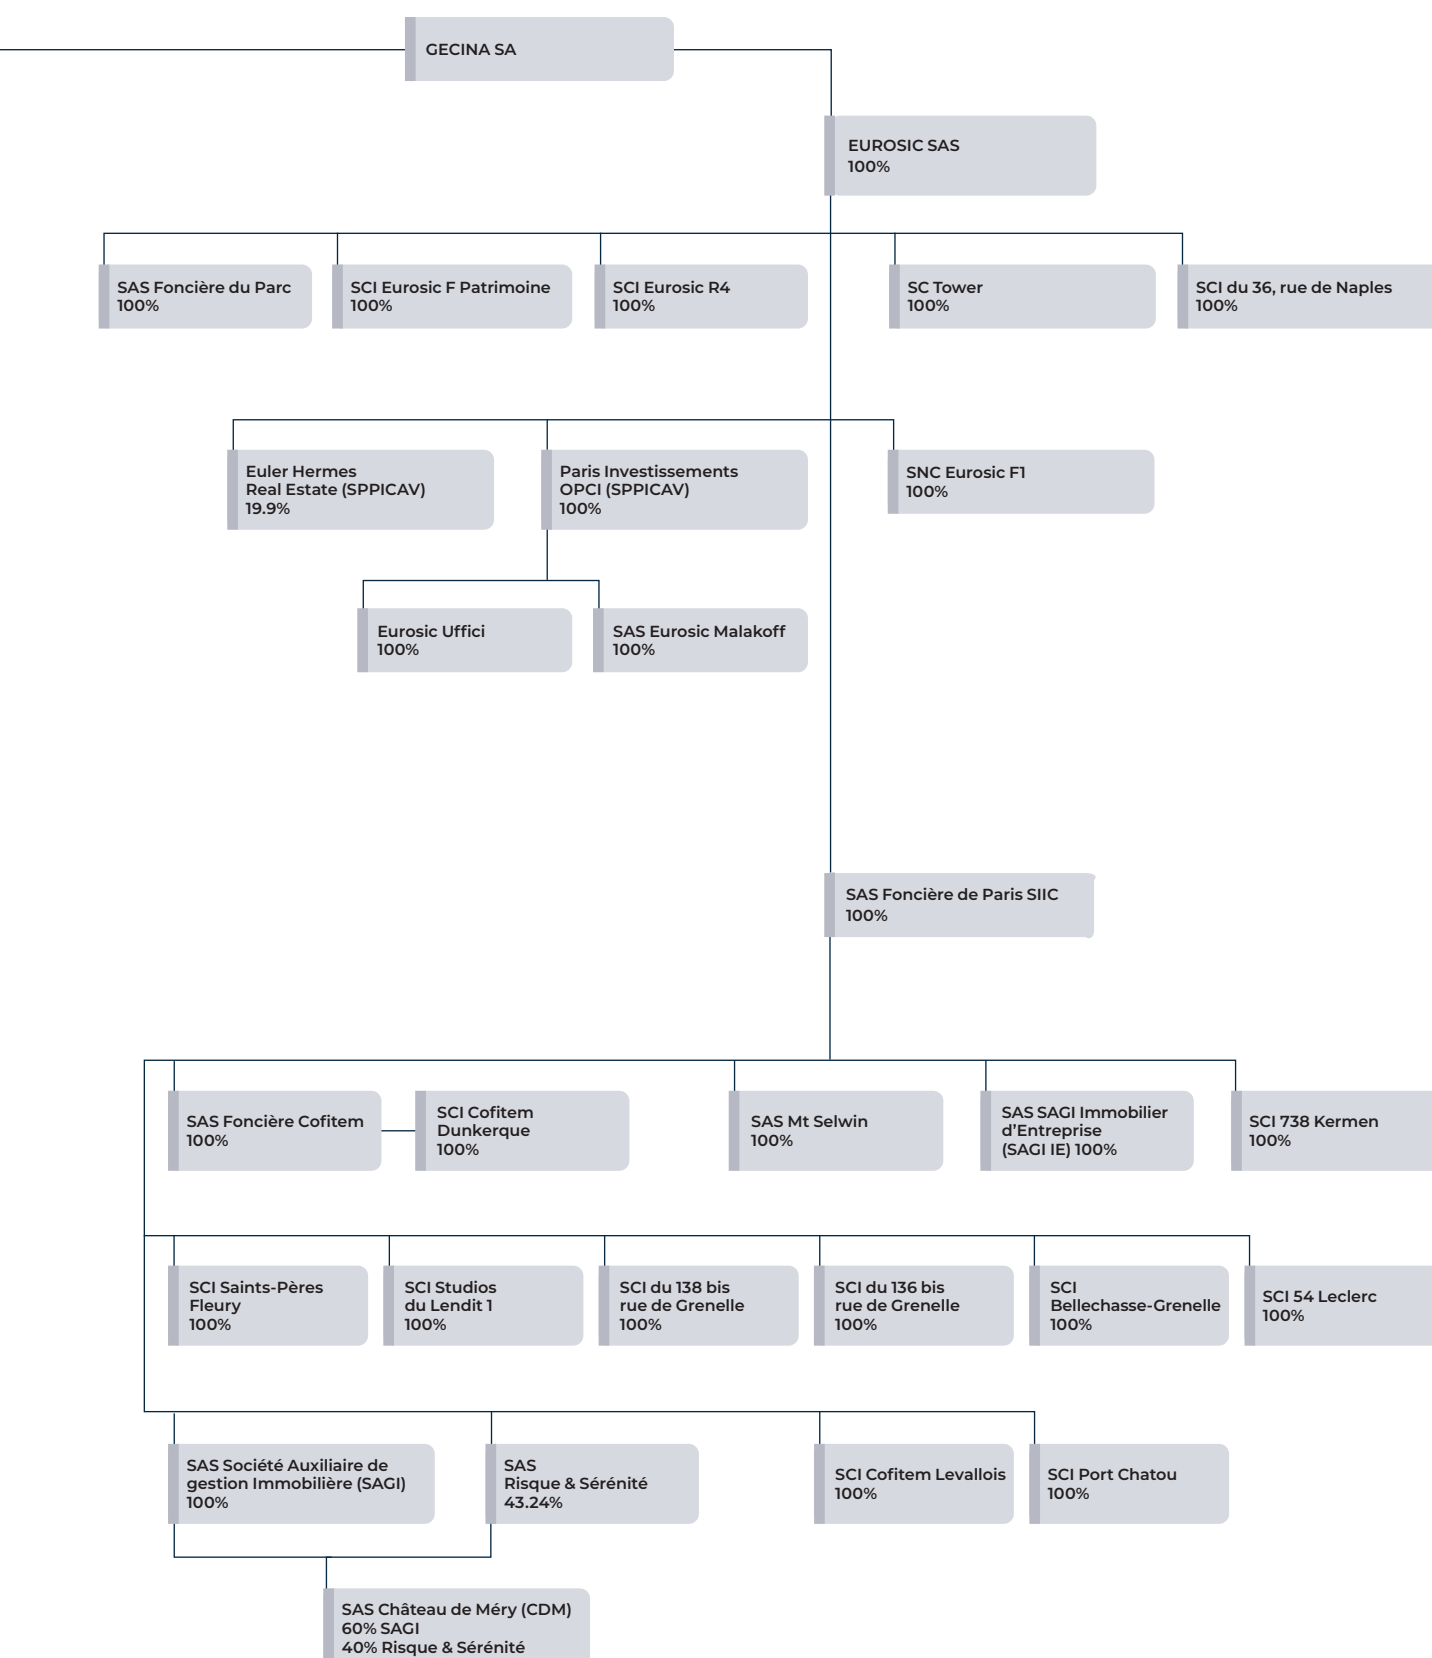 GECINA SA
EUROSIC SAS
100%
SAS Foncière du Parc
100%
SCI Eurosic F Patrimoine
100%
SCI Eurosic R4
100%
SC Tower
100%
SCI du 36, rue de Naples
100%
Euler Hermes
Real Estate (SPPICAV)
19.9%
Paris Investissements
OPCI (SPPICAV)
100%
SNC Eurosic F1
100%
Eurosic Uffici
100%
SAS Eurosic Malakoff
100%
SAS Foncière de Paris SIIC
100%
SAS Foncière Cofitem
100%
SCI Cofitem
Dunkerque
100%
SAS Mt Selwin
100%
SAS SAGI Immobilier
d’Entreprise
(SAGI IE) 100%
SCI 738 Kermen
100%
SCI Saints-Pères
Fleury
100%
SCI Studios
du Lendit 1
100%
SCI du 138 bis
rue de Grenelle
100%
SCI du 136 bis
rue de Grenelle
100%
SCI
Bellechasse-Grenelle
100%
SCI 54 Leclerc
100%
SAS Société Auxiliaire de
gestion Immobilière (SAGI)
100%
SAS
Risque & Sérénité
43.24%
SCI Cofitem Levallois
100%
SCI Port Chatou
100%
SAS Château de Méry (CDM)
60% SAGI
40% Risque & Sérénité